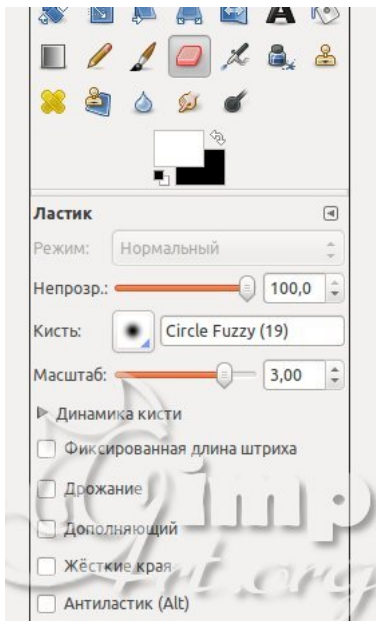 Ластик
Режим: Нормальный
Непрозр.: 100,0
Кисть: Circle Fuzzy (19)
Масштаб: 3,00
Динамика кисти
Фиксированная длина штриха
Дрожание
Дополняющий
Жёсткие края
Антиластик (Alt)
Gimp
Art.org